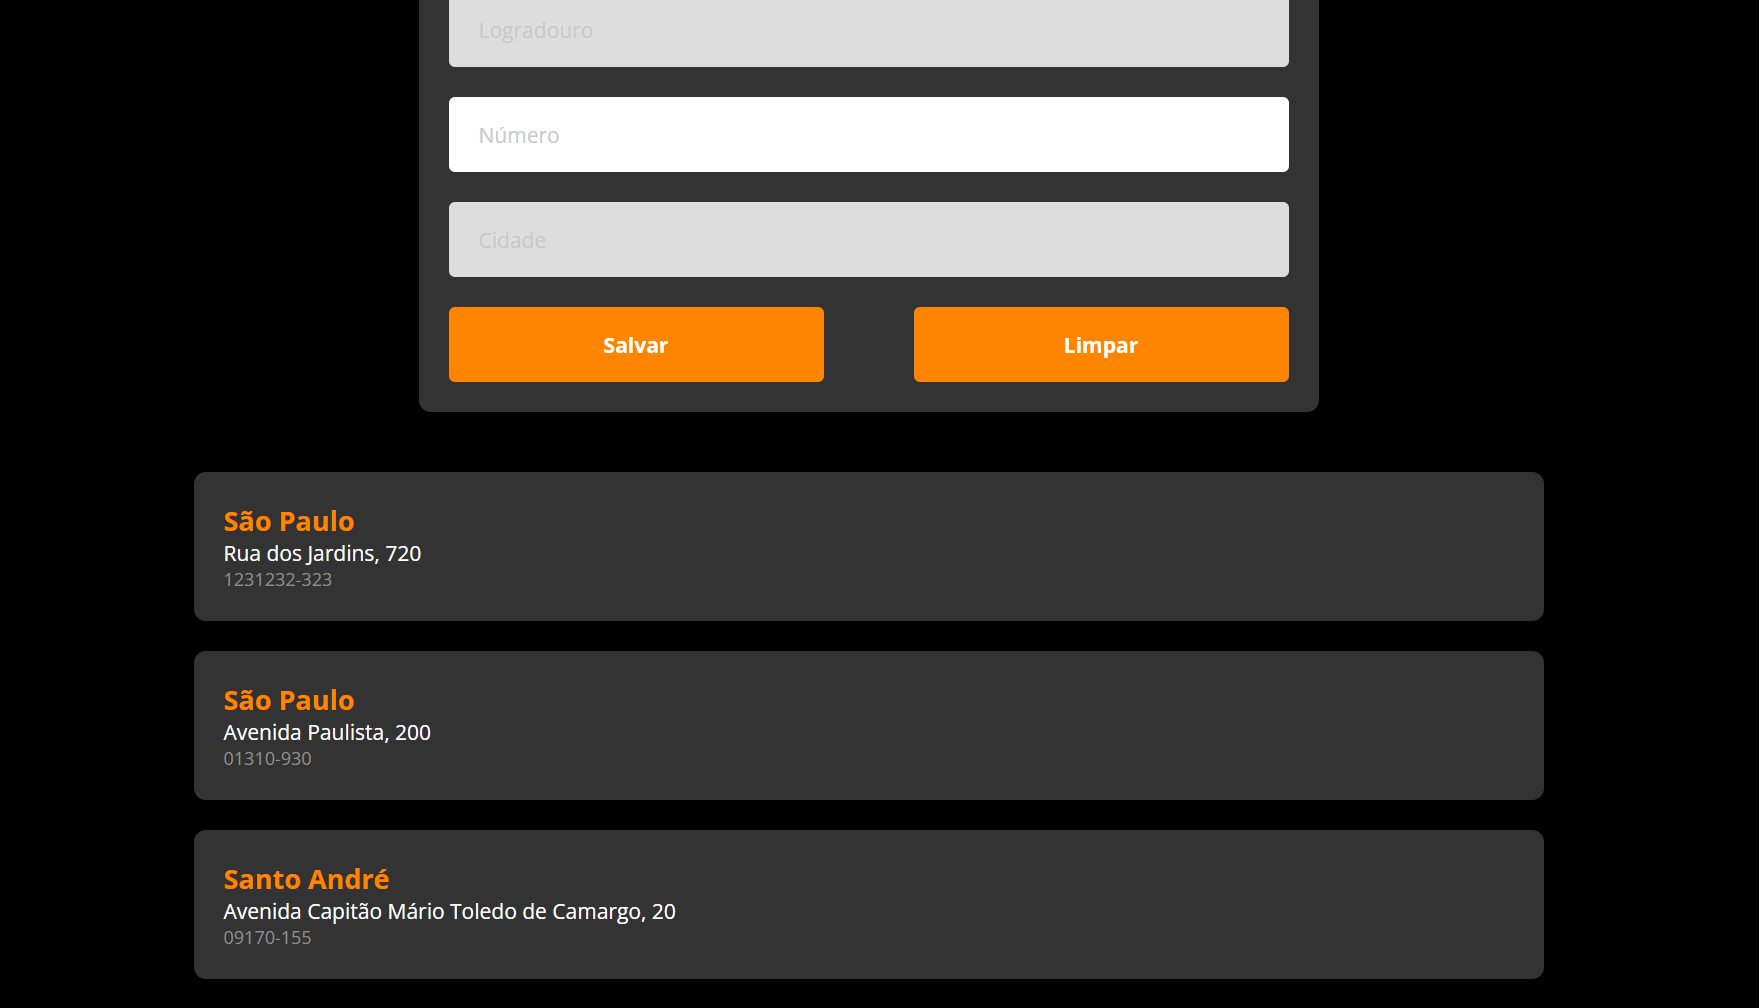 Logradouro
Número
Cidade
Salvar
Limpar
São Paulo
Rua dos Jardins, 720
1231232-323
São Paulo
Avenida Paulista, 200
01310-930
Santo André
Avenida Capitão Mário Toledo de Camargo, 20
09170-155